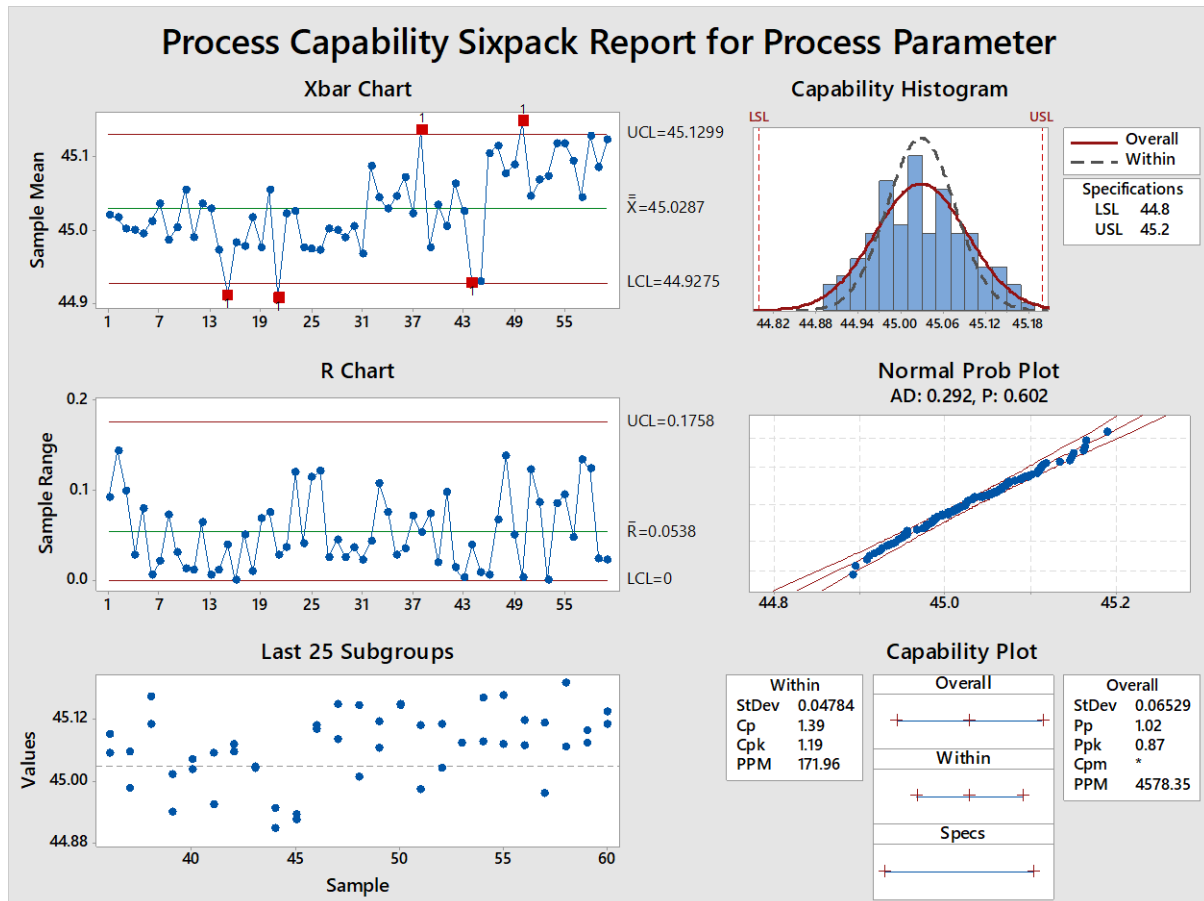 Process Capability Sixpack Report for Process Parameter
Xbar Chart
Sample Mean
45.1
45.0
44.9
1
1
1
1
1
UCL=45.1299
X̿=45.0287
LCL=44.9275
1 7 13 19 25 31 37 43 49 55
Capability Histogram
LSL
USL
Overall
Within
Specifications
LSL 44.8
USL 45.2
44.82 44.88 44.94 45.00 45.06 45.12 45.18
R Chart
Sample Range
0.2
0.1
0.0
UCL=0.1758
R̅=0.0538
LCL=0
1 7 13 19 25 31 37 43 49 55
Normal Prob Plot
AD: 0.292, P: 0.602
44.8 45.0 45.2
Last 25 Subgroups
Values
45.12
45.00
44.88
40 45 50 55 60
Sample
Capability Plot
Within
StDev 0.04784
Cp 1.39
Cpk 1.19
PPM 171.96
Overall
Within
Specs
Overall
StDev 0.06529
Pp 1.02
Ppk 0.87
Cpm *
PPM 4578.35